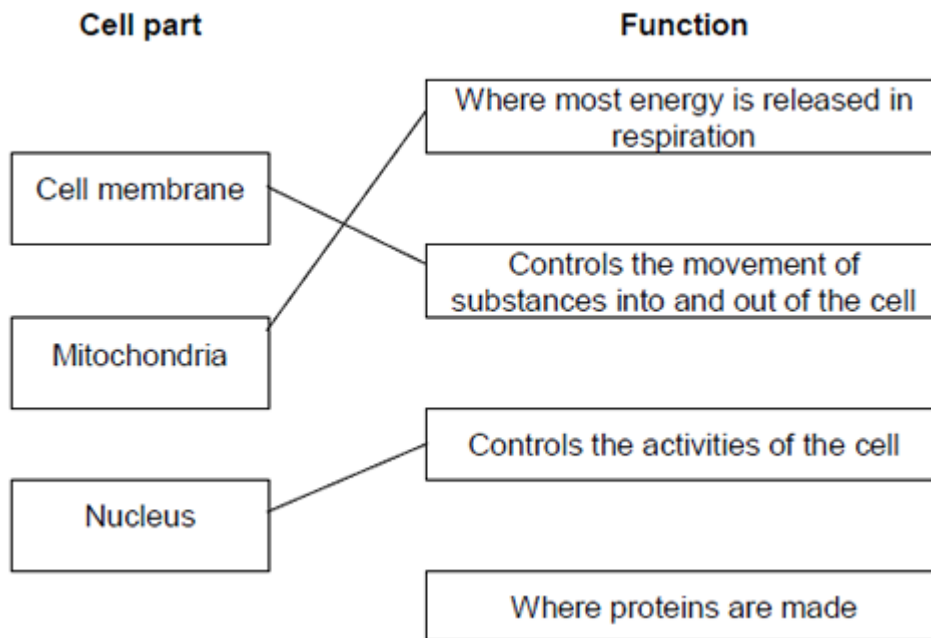 Cell part
Function
Where most energy is released in
respiration
Cell membrane
Controls the movement of
substances into and out of the cell
Mitochondria
Controls the activities of the cell
Nucleus
Where proteins are made